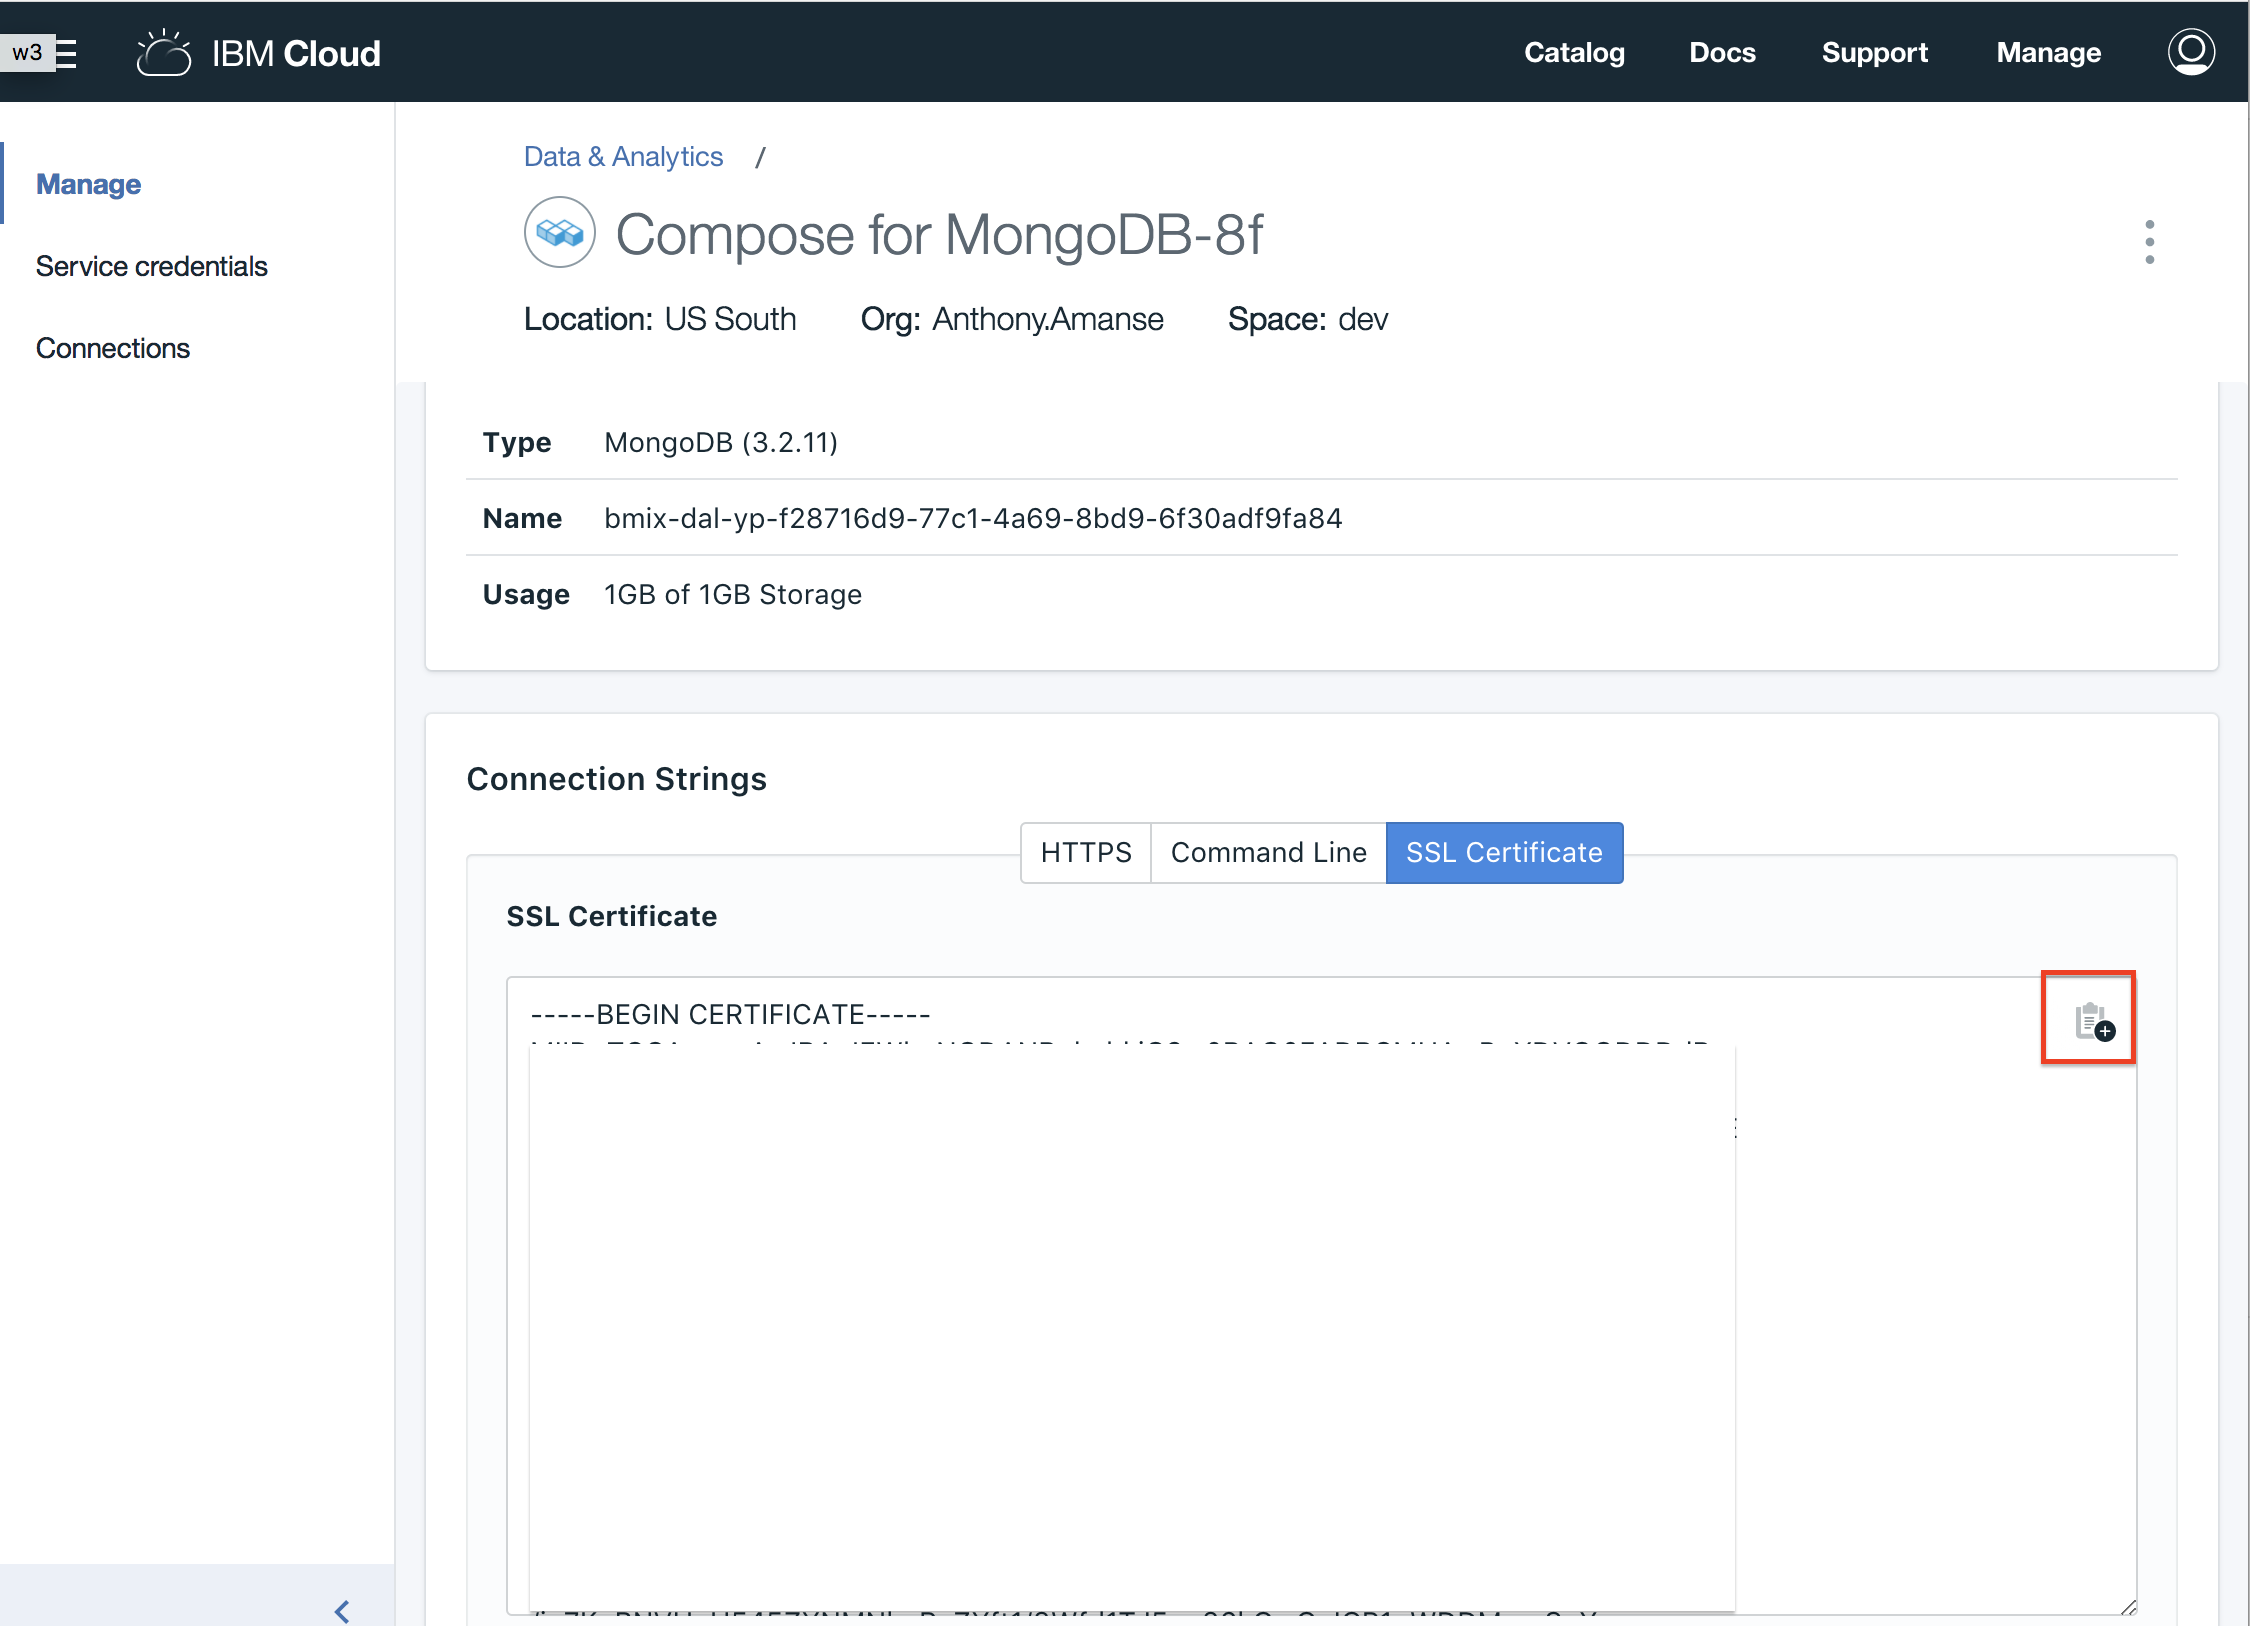 w3
IBM Cloud
Catalog
Docs
Support
Manage
Manage
Service credentials
Connections
Data & Analytics /
Compose for MongoDB-8f
Location: US South Org: Anthony.Amanse Space: dev
Type MongoDB (3.2.11)
Name bmix-dal-yp-f28716d9-77c1-4a69-8bd9-6f30adf9fa84
Usage 1GB of 1GB Storage
Connection Strings
HTTPS
Command Line
SSL Certificate
SSL Certificate
-----BEGIN CERTIFICATE-----